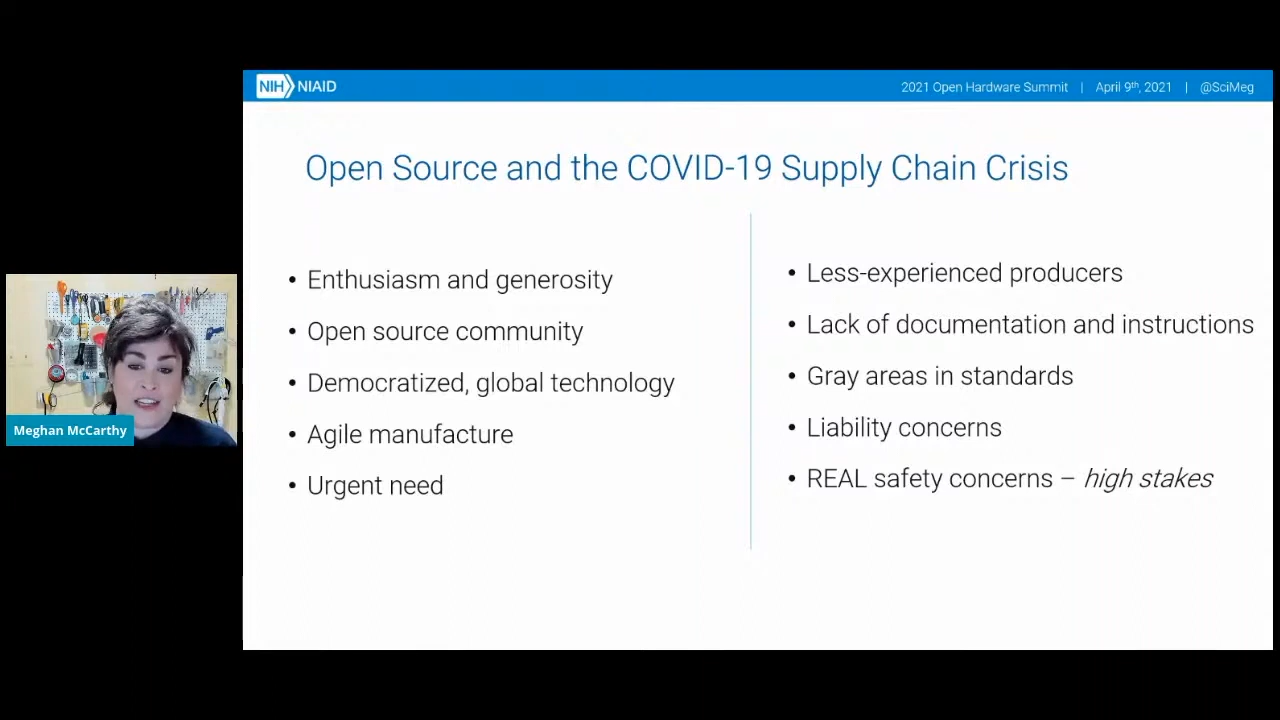 NIH NIAID
2021 Open Hardware Summit | April 9th, 2021 | @SciMeg
Open Source and the COVID-19 Supply Chain Crisis
• Enthusiasm and generosity
• Open source community
• Democratized, global technology
• Agile manufacture
• Urgent need
• Less-experienced producers
• Lack of documentation and instructions
• Gray areas in standards
• Liability concerns
• REAL safety concerns – high stakes
Meghan McCarthy